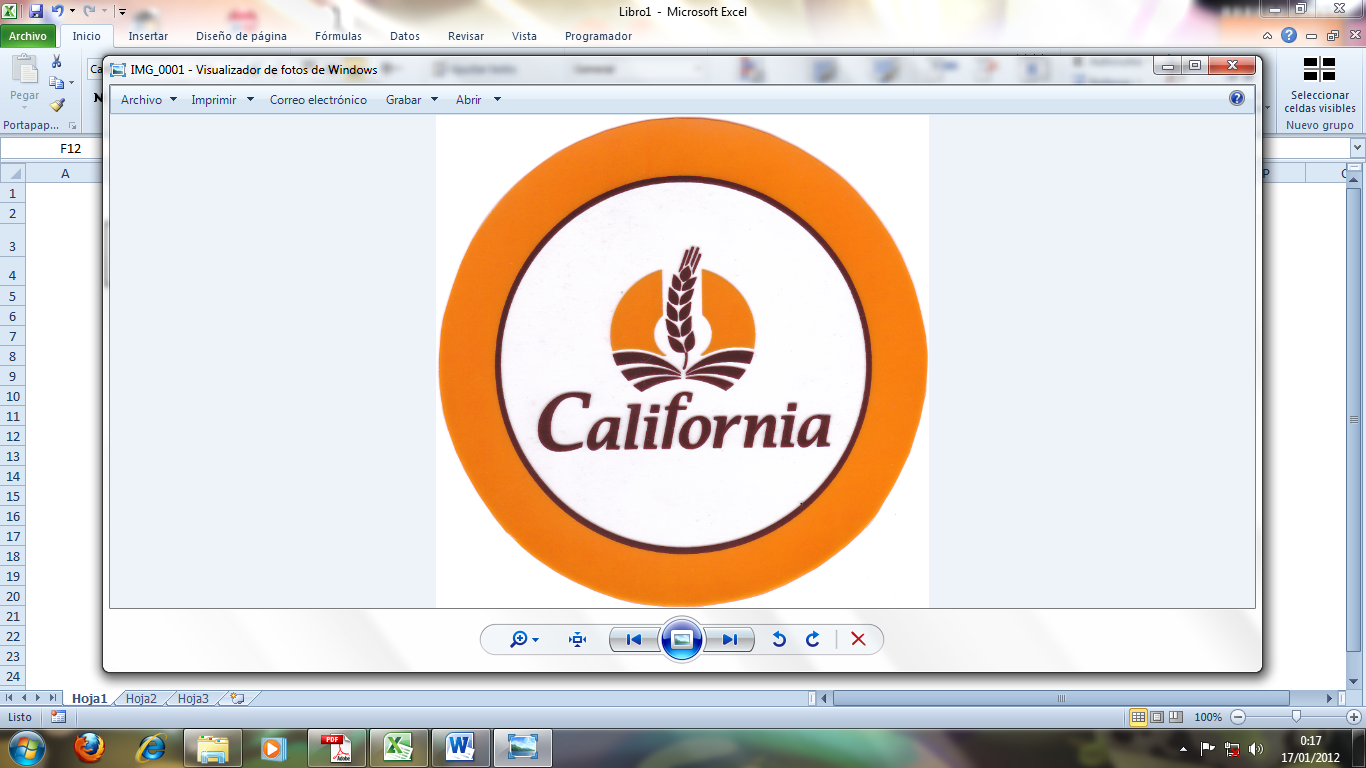 Libro1 - Microsoft Excel
Archivo Inicio Insertar Diseño de página Fórmulas Datos Revisar Vista Programador
IMG_0001 - Visualizador de fotos de Windows
Archivo Imprimir Correo electrónico Grabar Abrir
Pegar
N
Portapap...
Seleccionar
celdas visibles
Nuevo grupo
F12
A P
1
2
3
4
5
6
7
8
9
10
11
12
13
14
15
16
17
18
19
20
21
22
23
24
California
Hoja1 Hoja2 Hoja3
Listo
100%
PDF
Adobe
0:17
17/01/2012